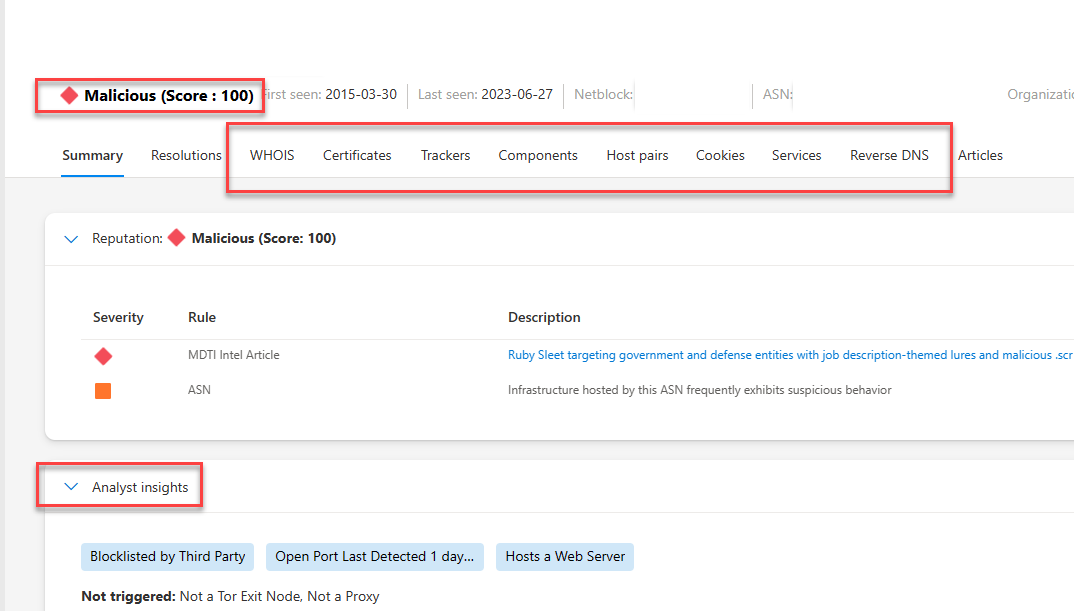 Malicious (Score : 100) First seen: 2015-03-30 Last seen: 2023-06-27 Netblock: ASN:
Summary Resolutions WHOIS Certificates Trackers Components Host pairs Cookies Services Reverse DNS Articles
Reputation: Malicious (Score: 100)
Severity Rule Description
MDTI Intel Article Ruby Sleet targeting government and defense entities with job description-themed lures and malicious .scr
ASN Infrastructure hosted by this ASN frequently exhibits suspicious behavior
Analyst insights
Blocklisted by Third Party Open Port Last Detected 1 day... Hosts a Web Server
Not triggered: Not a Tor Exit Node, Not a Proxy